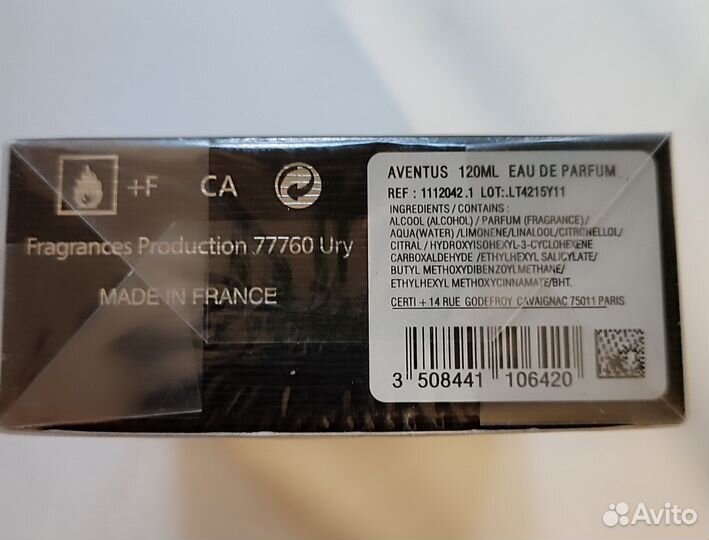 +F CA
Fragrances Production 77760 Ury
MADE IN FRANCE
AVENTUS 120ML EAU DE PARFUM
REF : 1112042.1 LOT:.LT4215Y11
INGREDIENTS / CONTAINS :
ALCOOL (ALCOHOL) / PARFUM (FRAGRANCE)/
AQUA(WATER) /LIMONENE/LINALOOL/CITRONELLOL/
CITRAL / HYDROXYISOHEXYL-3-CYCLOHEXENE
CARBOXALDEHYDE /ETHYLHEXYL SALICYLATE/
BUTYL METHOXYDIBENZOYLMETHANE/
ETHYLHEXYL METHOXYCINNAMATE/BHT.
CERTI + 14 RUE GODEFROY CAVAIGNAC 75011 PARIS
3 508441 106420
Avito